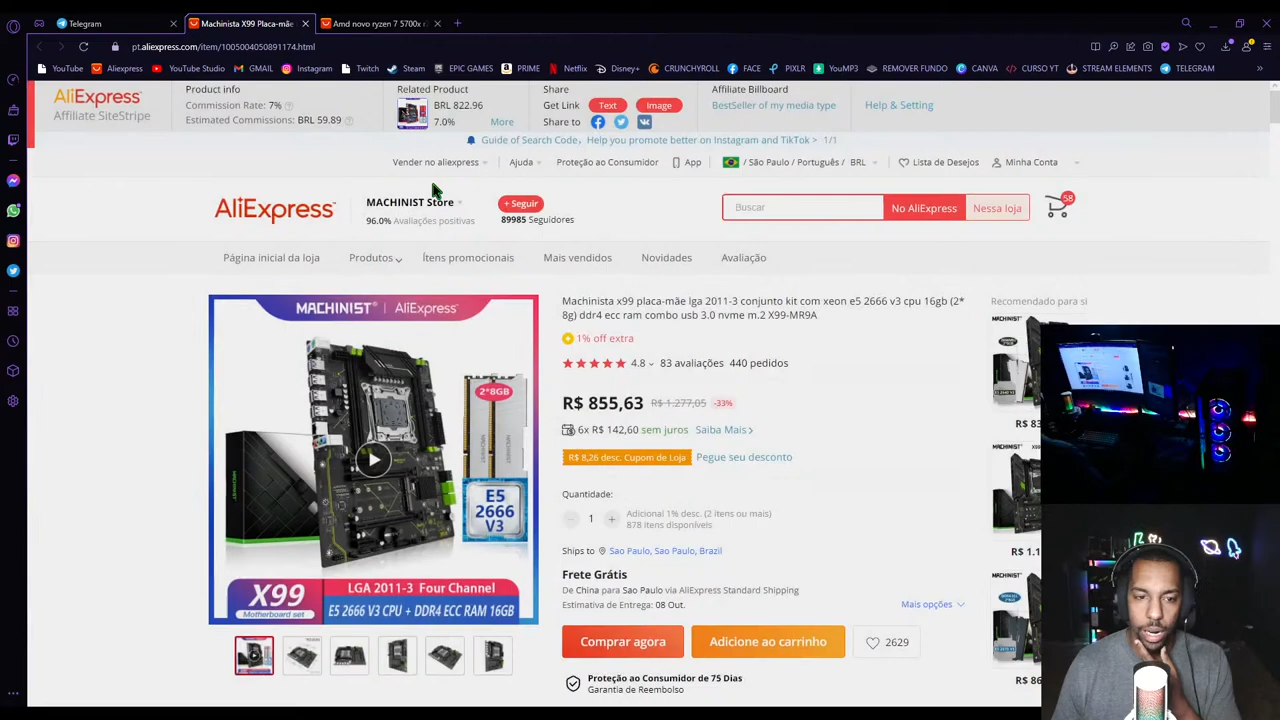 Telegram
Machinista X99 Placa-mãe
Amd novo ryzen 7 5700x r
pt.aliexpress.com/item/1005004050891174.html
YouTube
Aliexpress
YouTube Studio
GMAIL
Instagram
Twitch
Steam
EPIC GAMES
PRIME
Netflix
Disney+
CRUNCHYROLL
FACE
PIXLR
YouMP3
REMOVER FUNDO
CANVA
CURSO YT
STREAM ELEMENTS
TELEGRAM
AliExpress
Affiliate SiteStripe
Product info
Commission Rate: 7%
Estimated Commissions: BRL 59.89
Related Product
BRL 822.96
7.0%
More
Share
Get Link Text Image
Share to
Affiliate Billboard
BestSeller of my media type
Help & Setting
Guide of Search Code, Help you promote better on Instagram and TikTok > 1/1
Vender no aliexpress
Ajuda
Proteção ao Consumidor
App
/ São Paulo / Português / BRL
Lista de Desejos
Minha Conta
AliExpress
MACHINIST Store
96.0% Avaliações positivas
+ Seguir
89985 Seguidores
Buscar
No AliExpress
Nessa loja
58
Página inicial da loja
Produtos
Ítens promocionais
Mais vendidos
Novidades
Avaliação
MACHINIST AliExpress
2*8GB
E5
2666
V3
X99
Motherboard set
LGA 2011-3 Four Channel
E5 2666 V3 CPU + DDR4 ECC RAM 16GB
Machinista x99 placa-mãe lga 2011-3 conjunto kit com xeon e5 2666 v3 cpu 16gb (2*
8g) ddr4 ecc ram combo usb 3.0 nvme m.2 X99-MR9A
1% off extra
4.8 83 avaliações 440 pedidos
R$ 855,63 R$ 1.277,05 -33%
6x R$ 142,60 sem juros Saiba Mais
R$ 8,26 desc. Cupom de Loja Pegue seu desconto
Quantidade:
1
Adicional 1% desc. (2 itens ou mais)
878 itens disponíveis
Ships to Sao Paulo, Sao Paulo, Brazil
Frete Grátis
De China para Sao Paulo via AliExpress Standard Shipping
Estimativa de Entrega: 08 Out.
Mais opções
Comprar agora
Adicione ao carrinho
2629
Proteção ao Consumidor de 75 Dias
Garantia de Reembolso
Recomendado para si
R$ 83
R$ 1.1
R$ 86